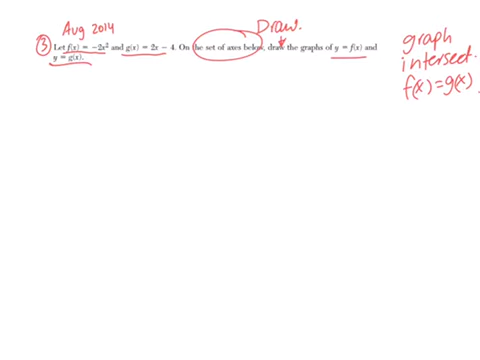 Aug 2014
Draw.
③ Let f(x) = −2x² and g(x) = 2x − 4. On the set of axes below, draw the graphs of y = f(x) and
y = g(x).
graph
intersect.
f(x)=g(x).